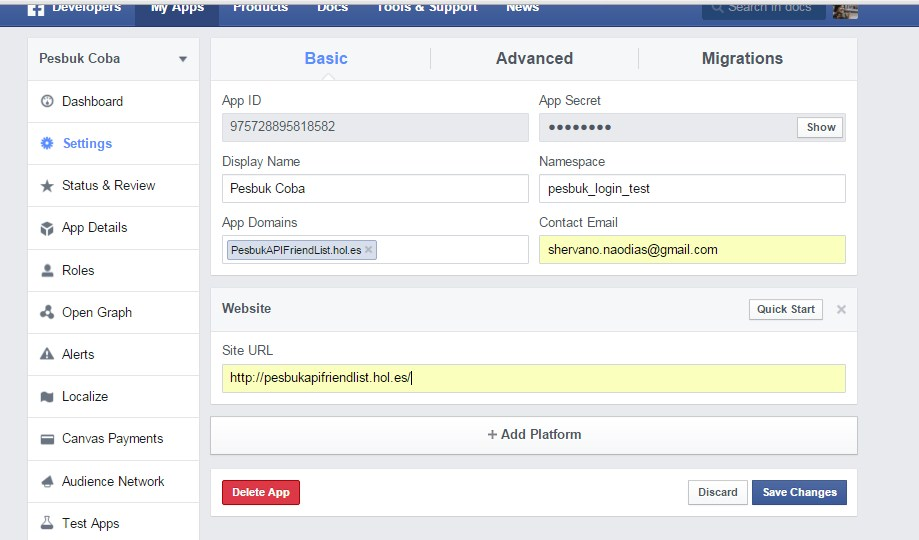 Developers My Apps Products Docs Tools & Support News Search in docs
Pesbuk Coba
Dashboard
Settings
Status & Review
App Details
Roles
Open Graph
Alerts
Localize
Canvas Payments
Audience Network
Test Apps
Basic Advanced Migrations
App ID App Secret
975728895818582 •••••••• Show
Display Name Namespace
Pesbuk Coba pesbuk_login_test
App Domains Contact Email
PesbukAPIFriendList.hol.es shervano.naodias@gmail.com
Website Quick Start
Site URL
http://pesbukapifriendlist.hol.es/
+ Add Platform
Delete App Discard Save Changes